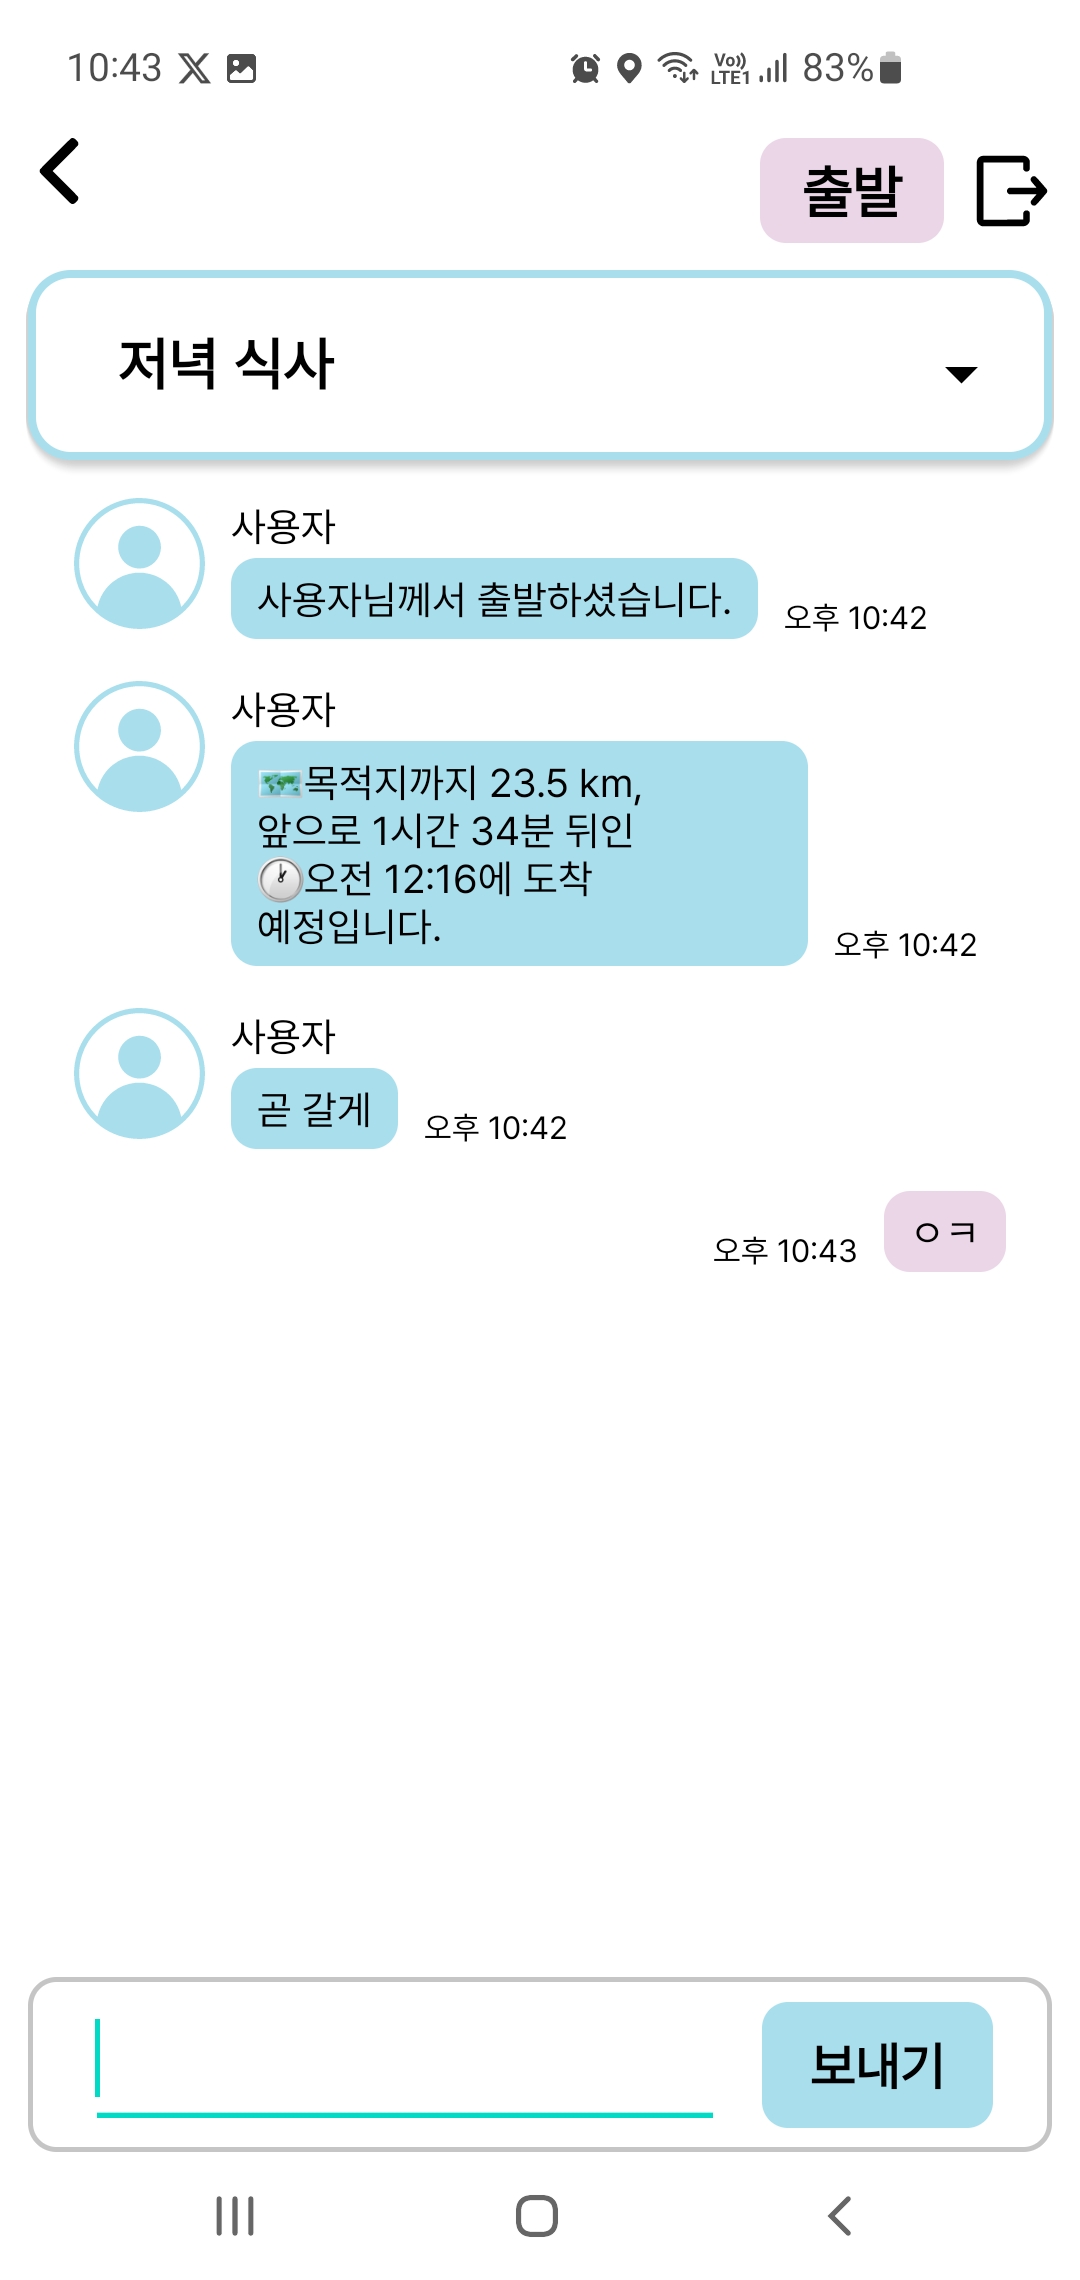 10:43
Vo)) LTE1 83%
출발
저녁 식사
사용자
사용자님께서 출발하셨습니다.
오후 10:42
사용자
🗺️목적지까지 23.5 km,
앞으로 1시간 34분 뒤인
🕐오전 12:16에 도착
예정입니다.
오후 10:42
사용자
곧 갈게
오후 10:42
오후 10:43
ㅇㅋ
보내기